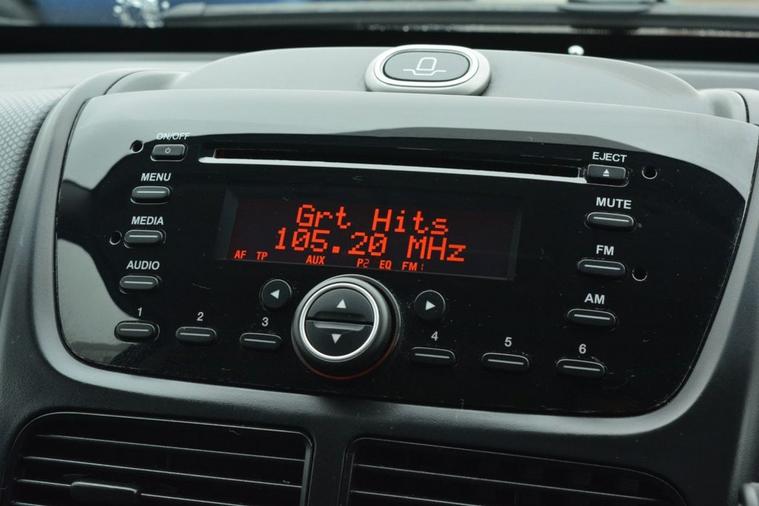 ON/OFF
EJECT
MENU
MUTE
MEDIA
Grt Hits
105.20 MHz
AF TP AUX P2 EQ FM
FM
AUDIO
AM
1 2 3 4 5 6